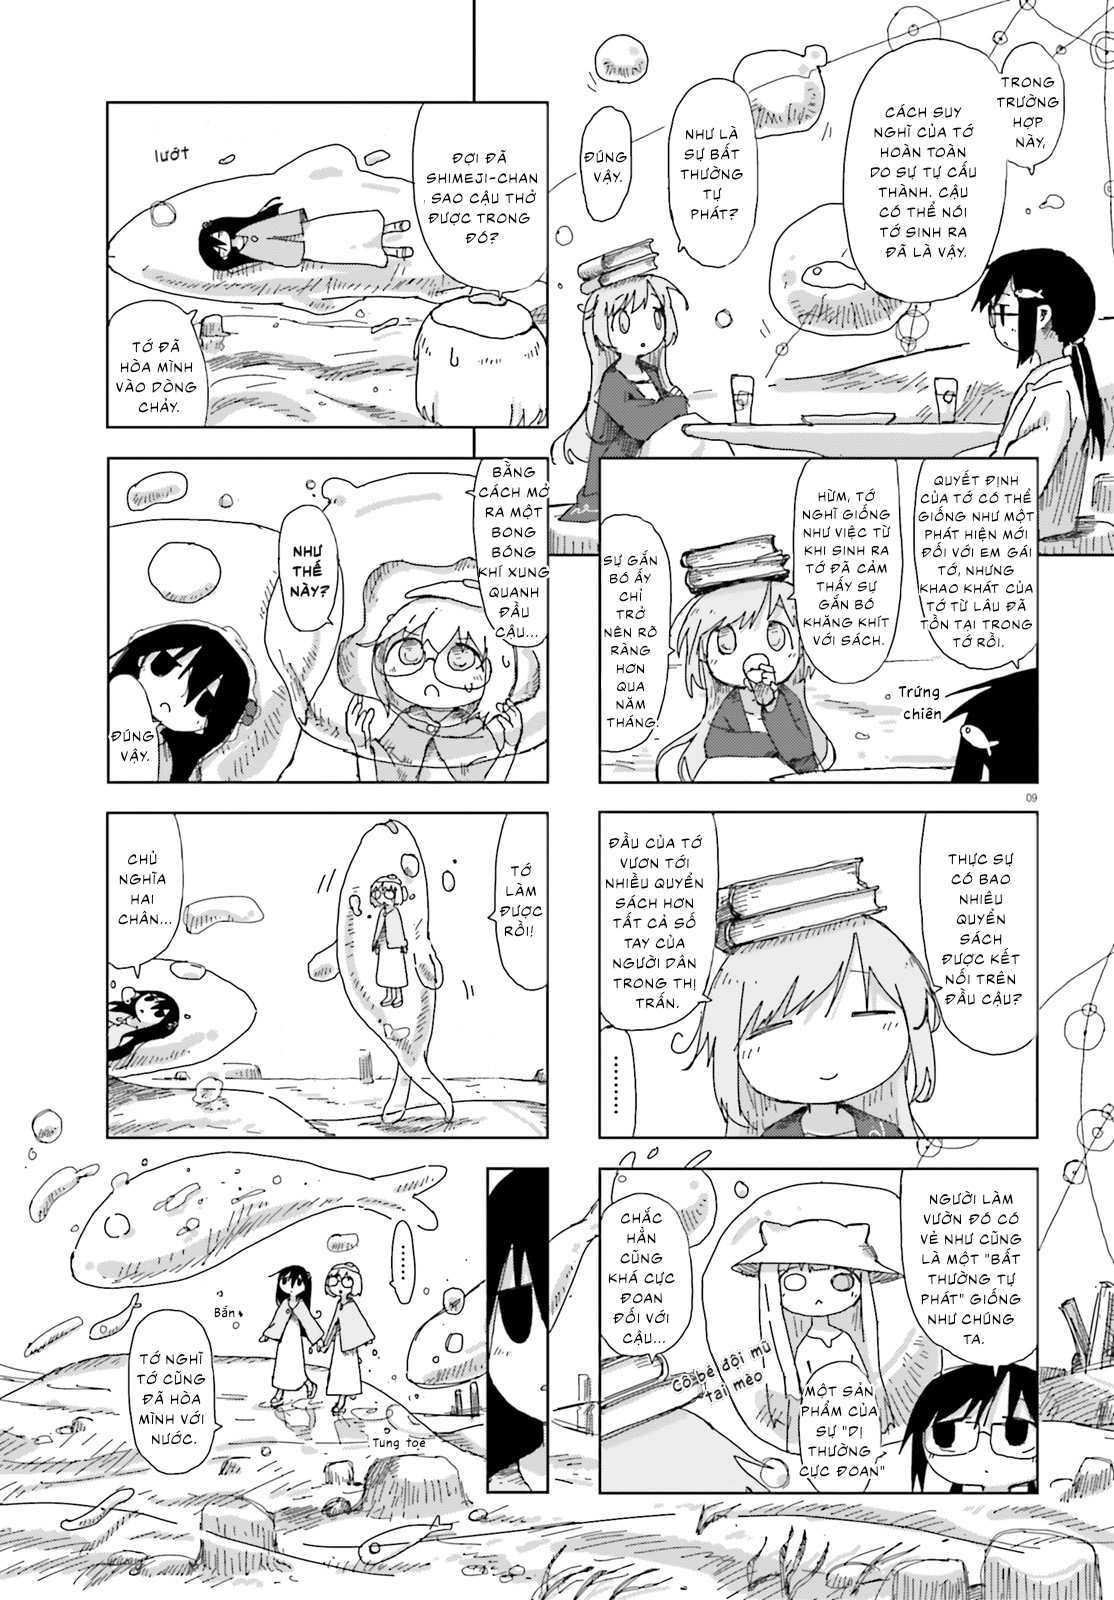 TRONG
TRƯỜNG
HỢP
NÀY,
CÁCH SUY
NGHĨ CỦA TỚ
HOÀN TOÀN
DO SỰ TỰ CẤU
THÀNH. CẬU
CÓ THỂ NÓI
TỚ SINH RA
ĐÃ LÀ VẬY.
NHƯ LÀ
SỰ BẤT
THƯỜNG
TỰ
PHÁT?
ĐÚNG
VẬY.
QUYẾT ĐỊNH
CỦA TỚ CÓ THỂ
GIỐNG NHƯ MỘT
PHÁT HIỆN MỚI
ĐỐI VỚI EM GÁI
TỚ, NHƯNG
KHAO KHÁT CỦA
TỚ TỪ LÂU ĐÃ
TỒN TẠI TRONG
TỚ RỒI.
HỪM, TỚ
NGHĨ GIỐNG
NHƯ VIỆC TỪ
KHI SINH RA
TỚ ĐÃ CẢM
THẤY SỰ
GẮN BÓ
KHĂNG KHÍT
VỚI SÁCH.
SỰ GẮN
BÓ ẤY
CHỈ
TRỞ
NÊN RÕ
RÀNG HƠN
QUA
NĂM
THÁNG
Trứng
chiên
09
THỰC SỰ
CÓ BAO
NHIÊU
QUYỂN
SÁCH
ĐƯỢC KẾT
NỐI TRÊN
ĐẦU CẬU?
ĐẦU CỦA TỚ
VƯƠN TỚI
NHIỀU QUYỂN
SÁCH HƠN
TẤT CẢ SỐ
TAY CỦA
NGƯỜI DÂN
TRONG THỊ
TRẤN.
........
NGƯỜI LÀM
VƯỜN ĐÓ CÓ
VẺ NHƯ CŨNG
LÀ MỘT "BẤT
THƯỜNG TỰ
PHÁT" GIỐNG
NHƯ CHÚNG
TA.
CHẮC
HẲN CŨNG
KHÁ CỰC
ĐOAN
ĐỐI VỚI
CẬU...
Cô bé đội mũ
tai mèo
MỘT SẢN
PHẨM CỦA
SỰ "DỊ
THƯỜNG
CỰC ĐOAN"
ĐỢI ĐÃ
SHIMEJI-CHAN
SAO CẬU THỞ
ĐƯỢC TRONG
ĐÓ?
lướt
TỚ ĐÃ
HÒA MÌNH
VÀO DÒNG
CHẢY.
BẰNG
CÁCH MỞ
RA MỘT
BONG
BÓNG
KHÍ XUNG
QUANH
ĐẦU
CẬU...
NHƯ
THẾ
NÀY?
ĐÚNG
VẬY.
TỚ
LÀM
ĐƯỢC
RỒI!
CHỦ
NGHĨA
HAI
CHÂN...
......
Bắn
TỚ NGHĨ
TỚ CŨNG
ĐÃ HÒA
MÌNH VỚI
NƯỚC.
Tung tóe